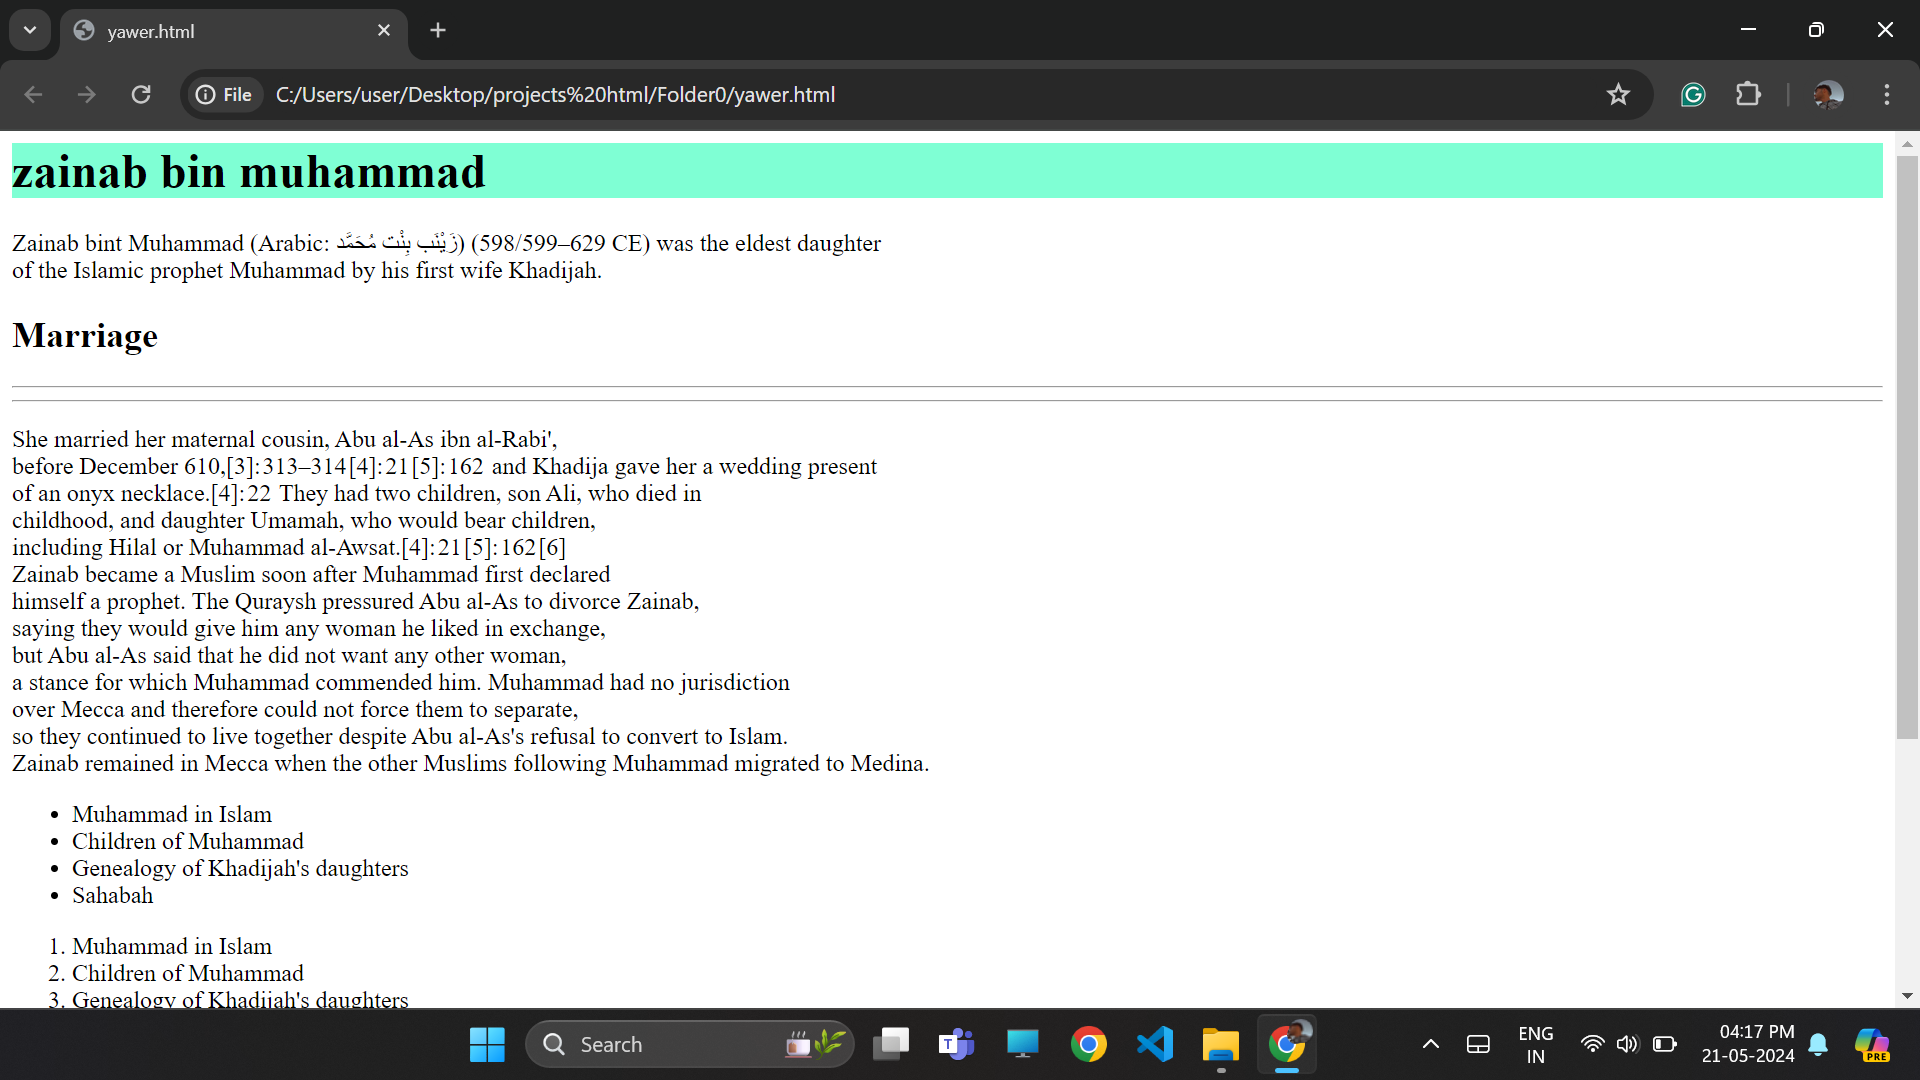 yawer.html
File
C:/Users/user/Desktop/projects%20html/Folder0/yawer.html
zainab bin muhammad
Zainab bint Muhammad (Arabic: زَيْنَب بِنْت مُحَمَّد) (598/599–629 CE) was the eldest daughter
of the Islamic prophet Muhammad by his first wife Khadijah.
Marriage
She married her maternal cousin, Abu al-As ibn al-Rabi',
before December 610,[3]:313–314[4]:21[5]:162 and Khadija gave her a wedding present
of an onyx necklace.[4]:22 They had two children, son Ali, who died in
childhood, and daughter Umamah, who would bear children,
including Hilal or Muhammad al-Awsat.[4]:21[5]:162[6]
Zainab became a Muslim soon after Muhammad first declared
himself a prophet. The Quraysh pressured Abu al-As to divorce Zainab,
saying they would give him any woman he liked in exchange,
but Abu al-As said that he did not want any other woman,
a stance for which Muhammad commended him. Muhammad had no jurisdiction
over Mecca and therefore could not force them to separate,
so they continued to live together despite Abu al-As's refusal to convert to Islam.
Zainab remained in Mecca when the other Muslims following Muhammad migrated to Medina.
• Muhammad in Islam
• Children of Muhammad
• Genealogy of Khadijah's daughters
• Sahabah
1. Muhammad in Islam
2. Children of Muhammad
3. Genealogy of Khadijah's daughters
Search
ENG
IN
04:17 PM
21-05-2024
PRE